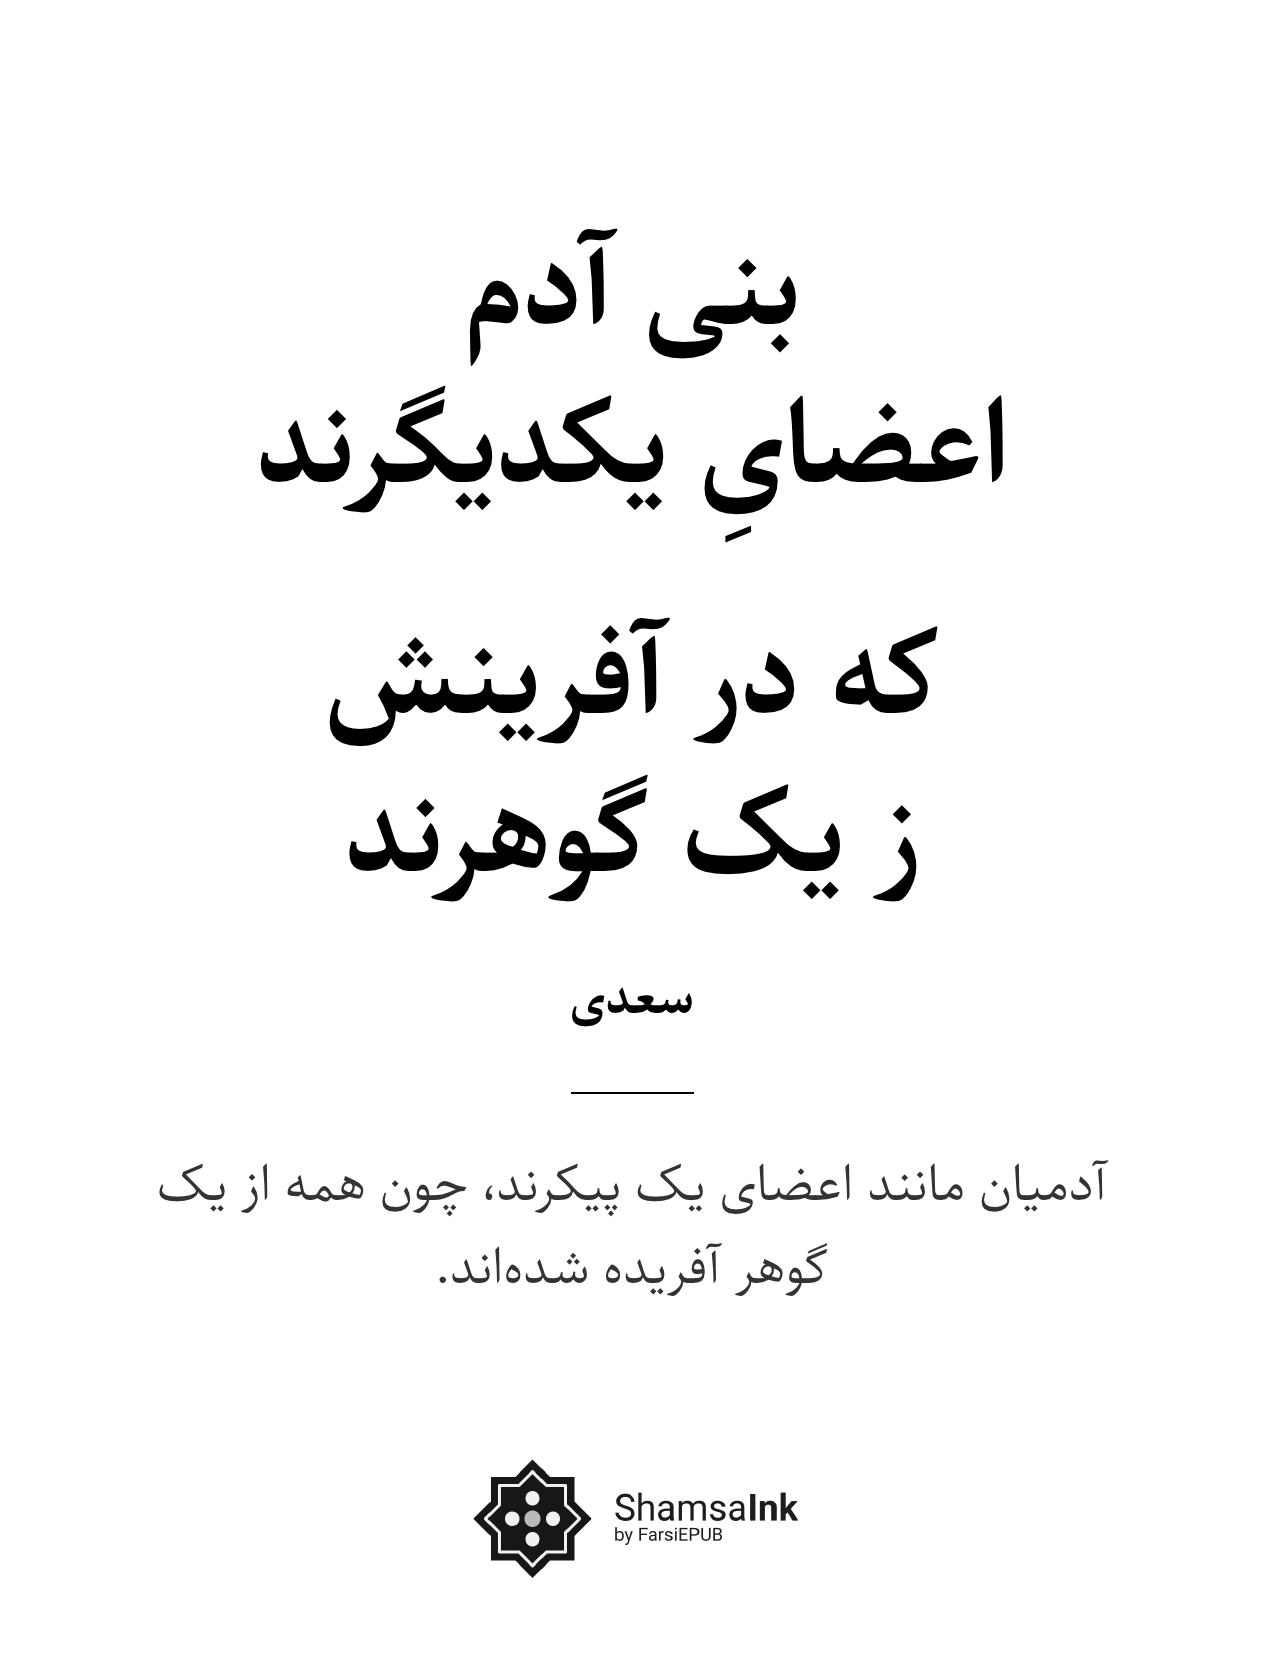 بنی آدم
اعضایِ یکدیگرند
که در آفرینش
ز یک گوهرند
سعدی
آدمیان مانند اعضای یک پیکرند، چون همه از یک
گوهر آفریده شده‌اند.
ShamsaInk
by FarsiEPUB